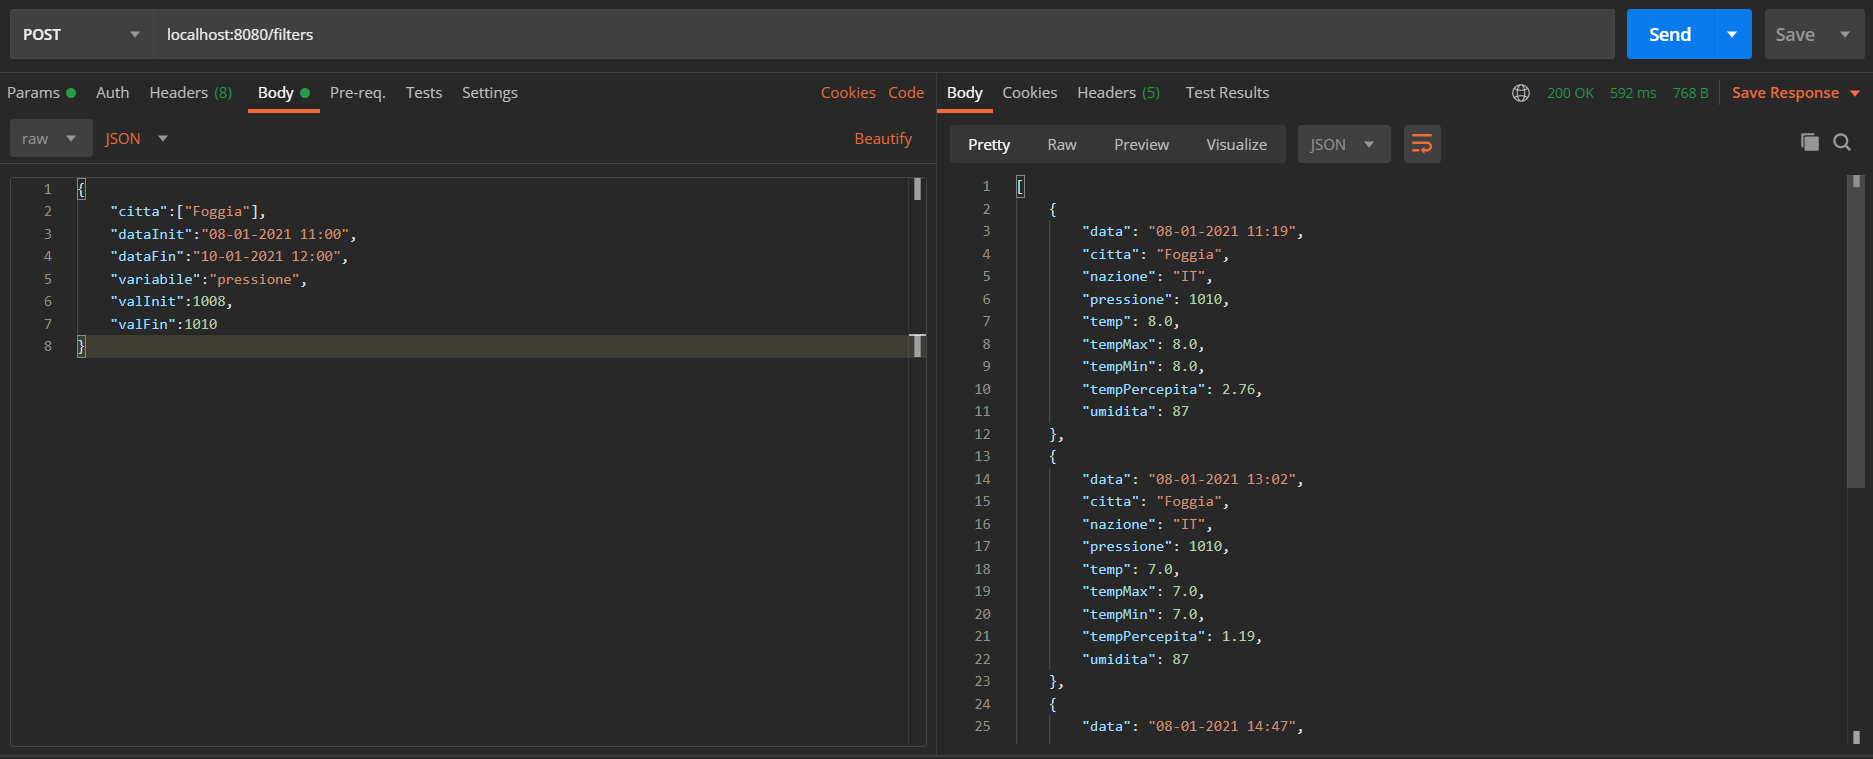 POST localhost:8080/filters Send Save
Params Auth Headers (8) Body Pre-req. Tests Settings Cookies Code
raw JSON Beautify
1 {
2 "citta":["Foggia"],
3 "dataInit":"08-01-2021 11:00",
4 "dataFin":"10-01-2021 12:00",
5 "variabile":"pressione",
6 "valInit":1008,
7 "valFin":1010
8 }
Body Cookies Headers (5) Test Results 200 OK 592 ms 768 B Save Response
Pretty Raw Preview Visualize JSON
1 [
2 {
3 "data": "08-01-2021 11:19",
4 "citta": "Foggia",
5 "nazione": "IT",
6 "pressione": 1010,
7 "temp": 8.0,
8 "tempMax": 8.0,
9 "tempMin": 8.0,
10 "tempPercepita": 2.76,
11 "umidita": 87
12 },
13 {
14 "data": "08-01-2021 13:02",
15 "citta": "Foggia",
16 "nazione": "IT",
17 "pressione": 1010,
18 "temp": 7.0,
19 "tempMax": 7.0,
20 "tempMin": 7.0,
21 "tempPercepita": 1.19,
22 "umidita": 87
23 },
24 {
25 "data": "08-01-2021 14:47",